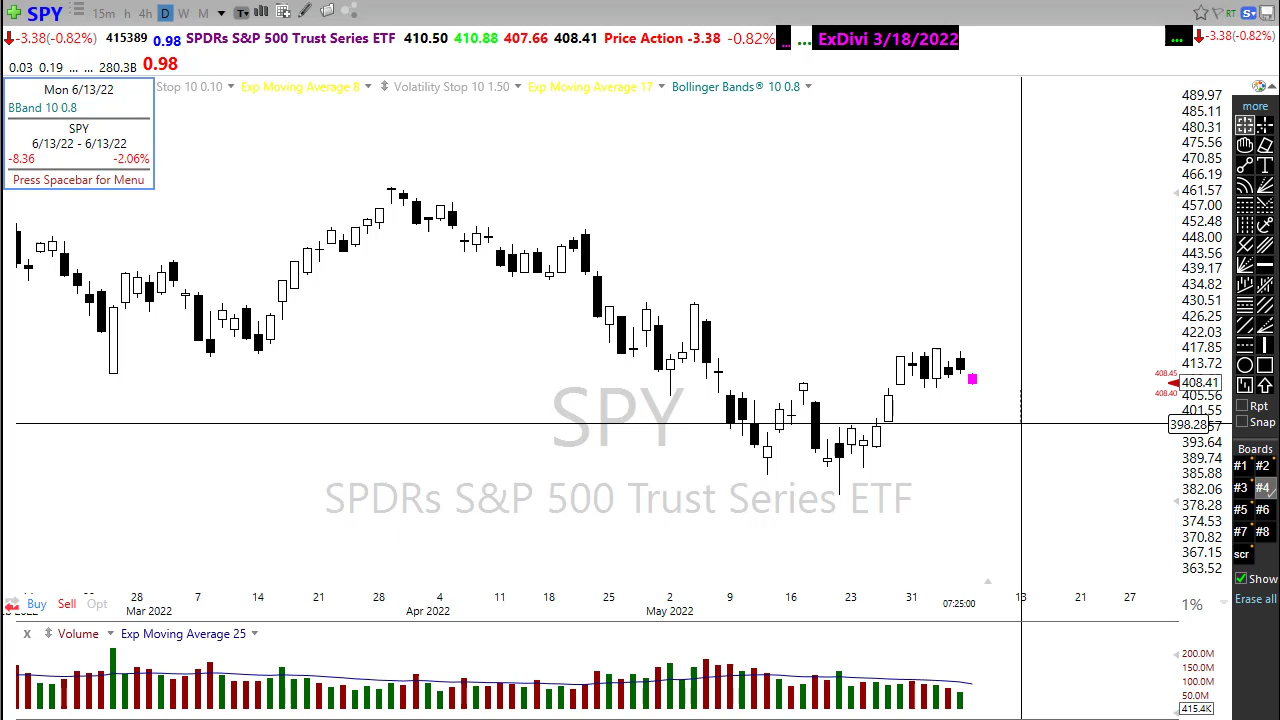 SPY 15m h 4h D W M T RT S
-3.38(-0.82%) 415389 0.98 SPDRs S&P 500 Trust Series ETF 410.50 410.88 407.66 408.41 Price Action -3.38 -0.82% ... ... ExDivi 3/18/2022 ... -3.38(-0.82%)
0.03 0.19 ... ... 280.3B 0.98
Mon 6/13/22
BBand 10 0.8
SPY
6/13/22 - 6/13/22
-8.36 -2.06%
Press Spacebar for Menu
Stop 10 0.10 Exp Moving Average 8 Volatility Stop 10 1.50 Exp Moving Average 17 Bollinger Bands® 10 0.8
489.97
485.11
480.31
475.56
470.85
466.19
461.57
457.00
452.48
448.00
443.56
439.17
434.82
430.51
426.25
422.03
417.85
413.72
408.45
408.41
408.40
405.56
401.55
398.28
393.64
389.74
385.88
382.06
378.28
374.53
370.82
367.15
363.52
1%
SPY
SPDRs S&P 500 Trust Series ETF
more
T
Rpt
Snap
Boards
#1 #2
#3 #4
#5 #6
#7 #8
scr
Show
Erase all
28 7 14 21 28 4 11 18 25 2 9 16 23 31 13 21 27
Mar 2022 Apr 2022 May 2022 07:25:00
Buy Sell Opt
x Volume Exp Moving Average 25
200.0M
150.0M
100.0M
50.0M
415.4K